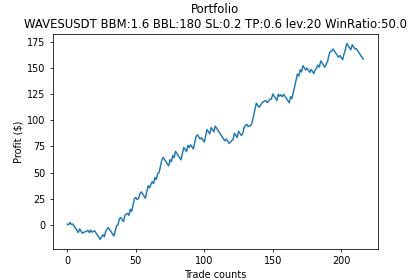 Portfolio
WAVESUSDT BBM:1.6 BBL:180 SL:0.2 TP:0.6 lev:20 WinRatio:50.0
175
150
125
100
75
50
25
0
Profit ($)
0 50 100 150 200
Trade counts